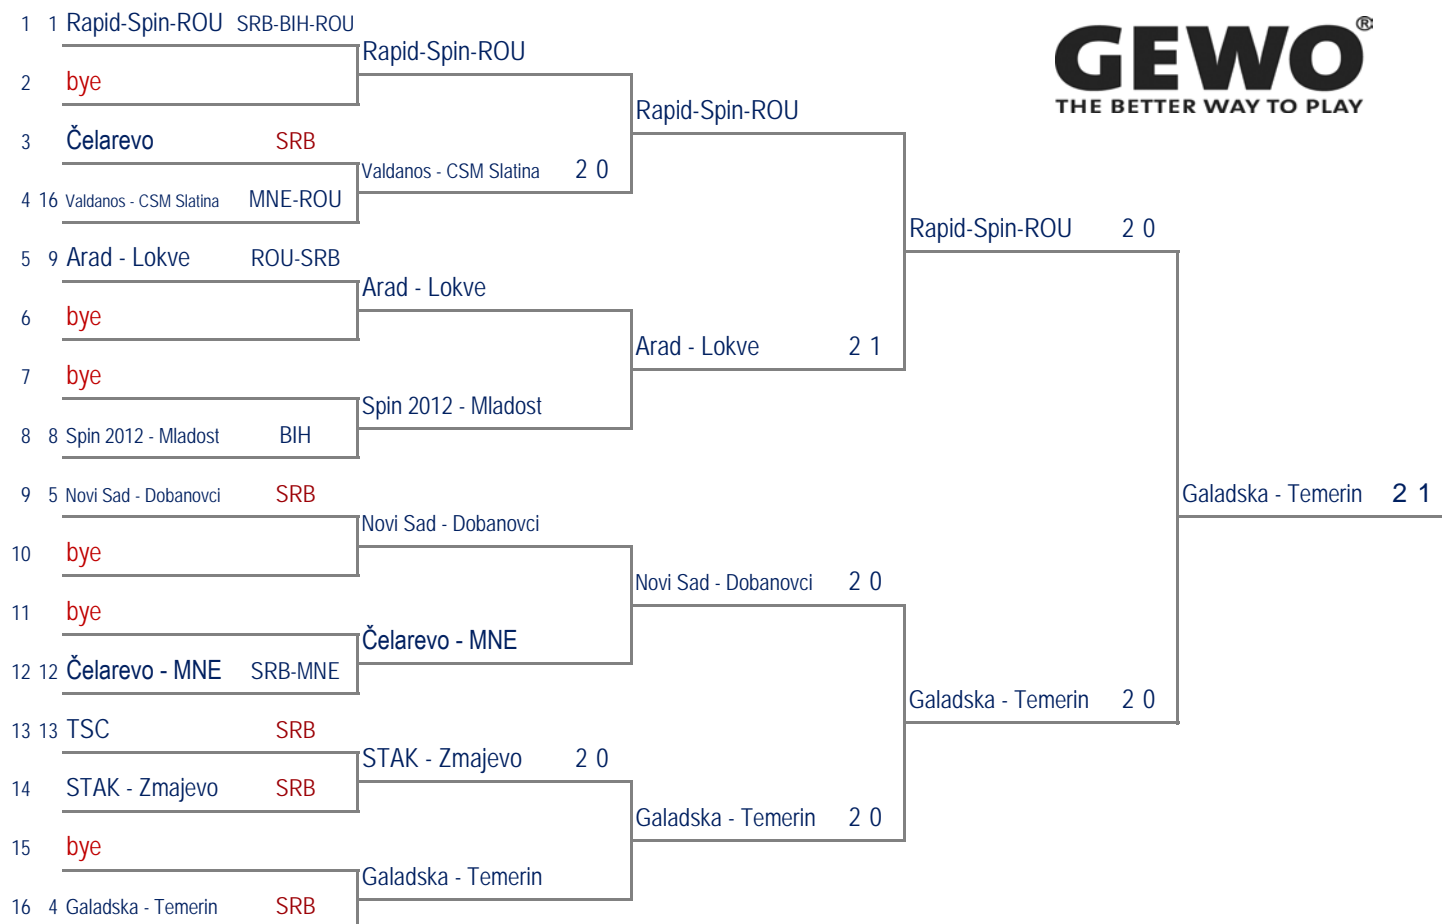 1 1 Rapid-Spin-ROU SRB-BIH-ROU
Rapid-Spin-ROU
GEWO®
2 bye
THE BETTER WAY TO PLAY
Rapid-Spin-ROU
3 Čelarevo SRB
Valdanos - CSM Slatina 2 0
4 16 Valdanos - CSM Slatina MNE-ROU
Rapid-Spin-ROU 2 0
5 9 Arad - Lokve ROU-SRB
Arad - Lokve
6 bye
Arad - Lokve 2 1
7 bye
Spin 2012 - Mladost
8 8 Spin 2012 - Mladost BIH
9 5 Novi Sad - Dobanovci SRB
Galadska - Temerin 2 1
Novi Sad - Dobanovci
10 bye
Novi Sad - Dobanovci 2 0
11 bye
Čelarevo - MNE
12 12 Čelarevo - MNE SRB-MNE
Galadska - Temerin 2 0
13 13 TSC SRB
STAK - Zmajevo 2 0
14 STAK - Zmajevo SRB
Galadska - Temerin 2 0
15 bye
Galadska - Temerin
16 4 Galadska - Temerin SRB